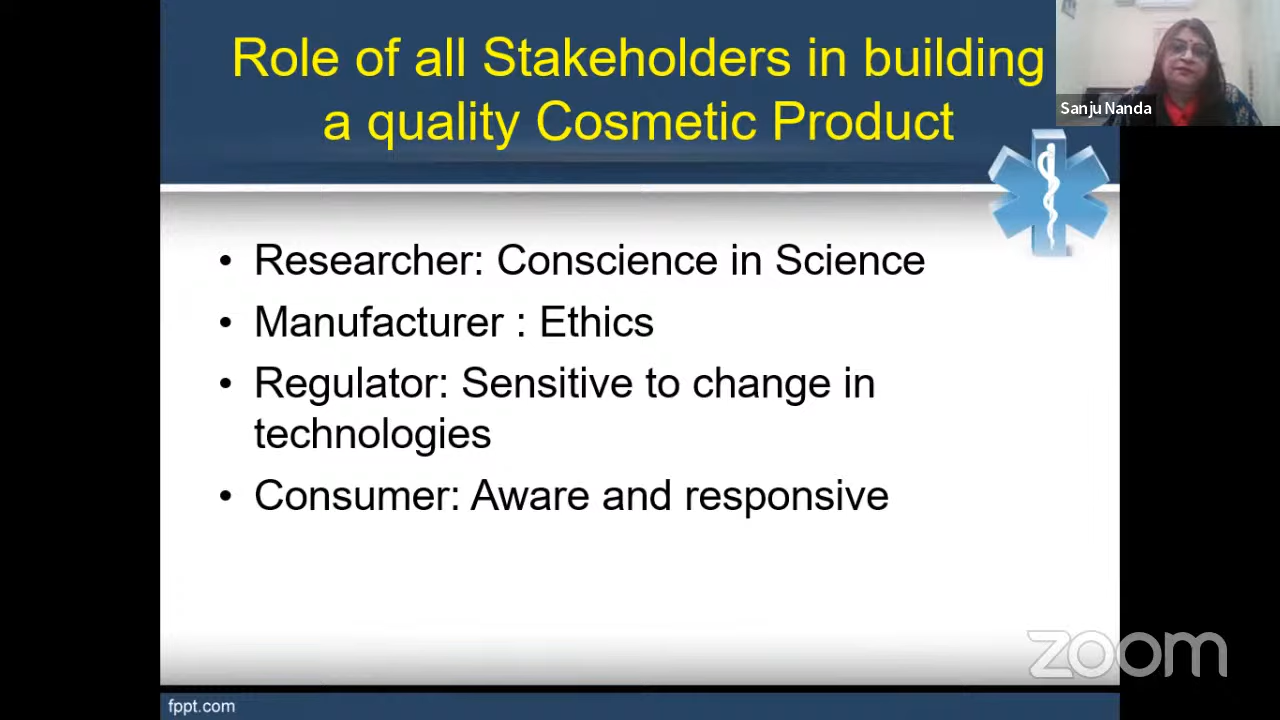 Role of all Stakeholders in building
a quality Cosmetic Product
Sanju Nanda
• Researcher: Conscience in Science
• Manufacturer : Ethics
• Regulator: Sensitive to change in
technologies
• Consumer: Aware and responsive
zoom
fppt.com